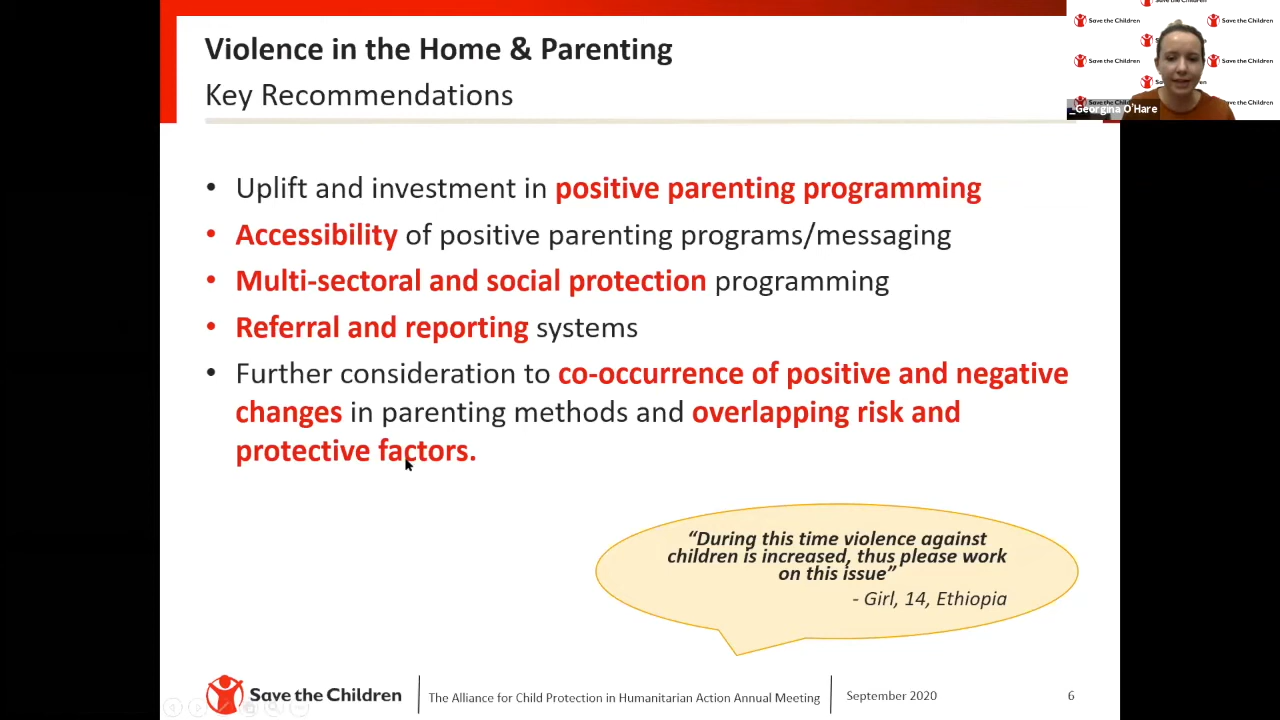 Violence in the Home & Parenting
Key Recommendations
Save the Children
Save the Children
Save the Children
Save the Children
Save the Children
_Georgina O'Hare
• Uplift and investment in positive parenting programming
• Accessibility of positive parenting programs/messaging
• Multi-sectoral and social protection programming
• Referral and reporting systems
• Further consideration to co-occurrence of positive and negative
changes in parenting methods and overlapping risk and
protective factors.
“During this time violence against
children is increased, thus please work
on this issue”
- Girl, 14, Ethiopia
Save the Children
The Alliance for Child Protection in Humanitarian Action Annual Meeting
September 2020
6